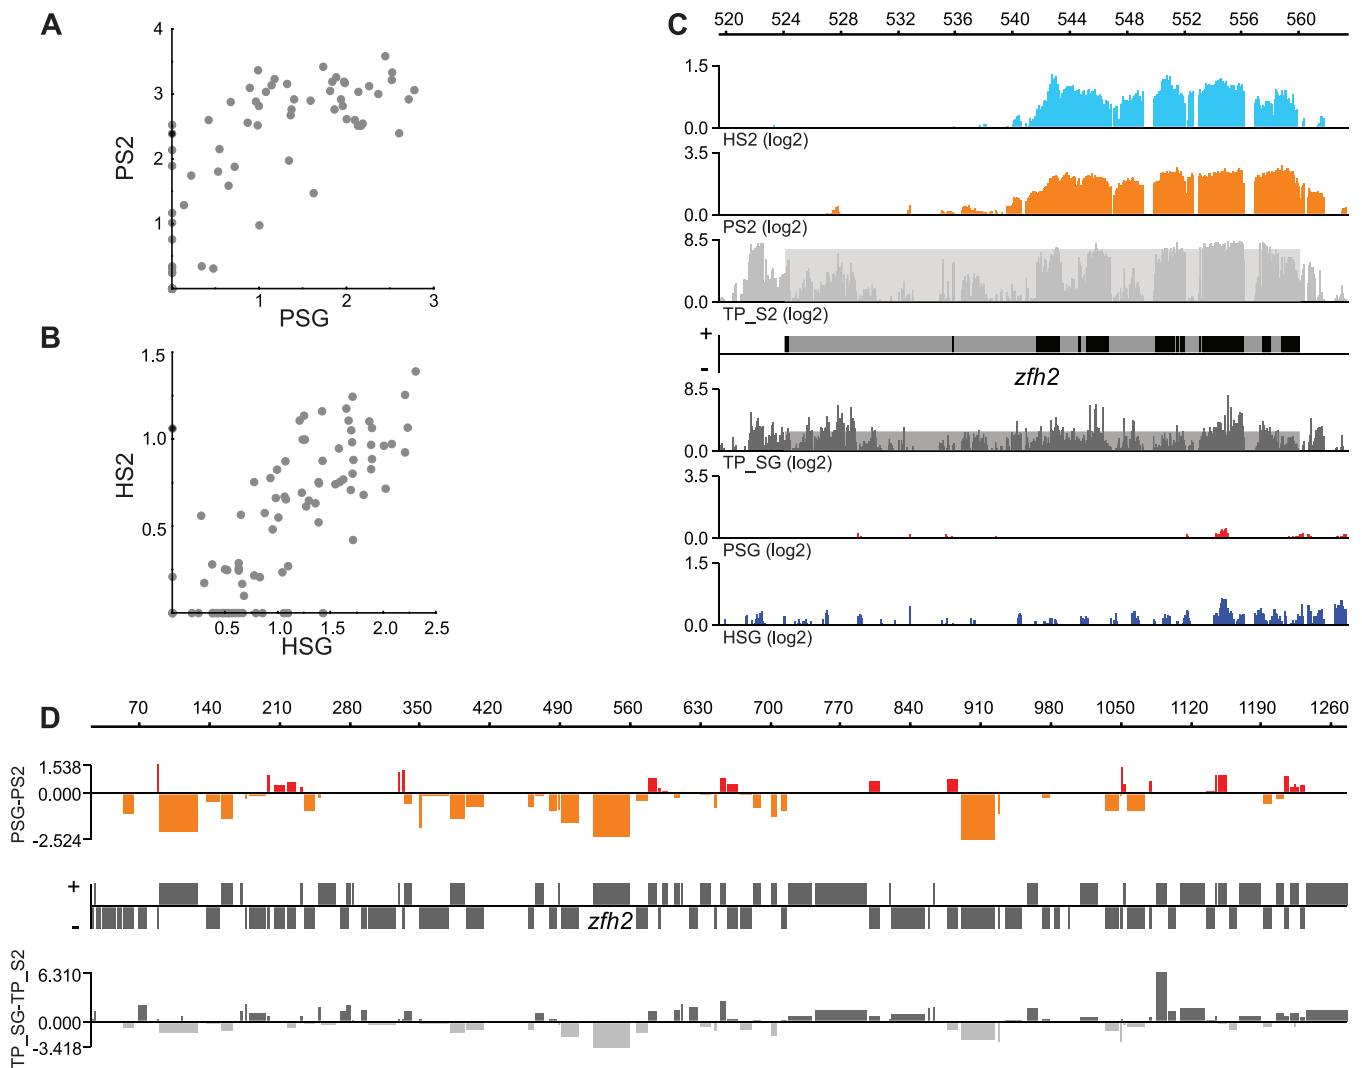 A
4
3
2
1
PS2
1
2
3
PSG
B
1.5
1.0
0.5
HS2
0.5
1.0
1.5
2.0
2.5
HSG
C
520 524 528 532 536 540 544 548 552 556 560
1.5
0.0
HS2 (log2)
3.5
0.0
PS2 (log2)
8.5
0.0
TP_S2 (log2)
+
-
zfh2
8.5
0.0
TP_SG (log2)
3.5
0.0
PSG (log2)
1.5
0.0
HSG (log2)
D
70 140 210 280 350 420 490 560 630 700 770 840 910 980 1050 1120 1190 1260
PSG-PS2
1.538
0.000
-2.524
+
-
zfh2
TP_SG-TP_S2
6.310
0.000
-3.418